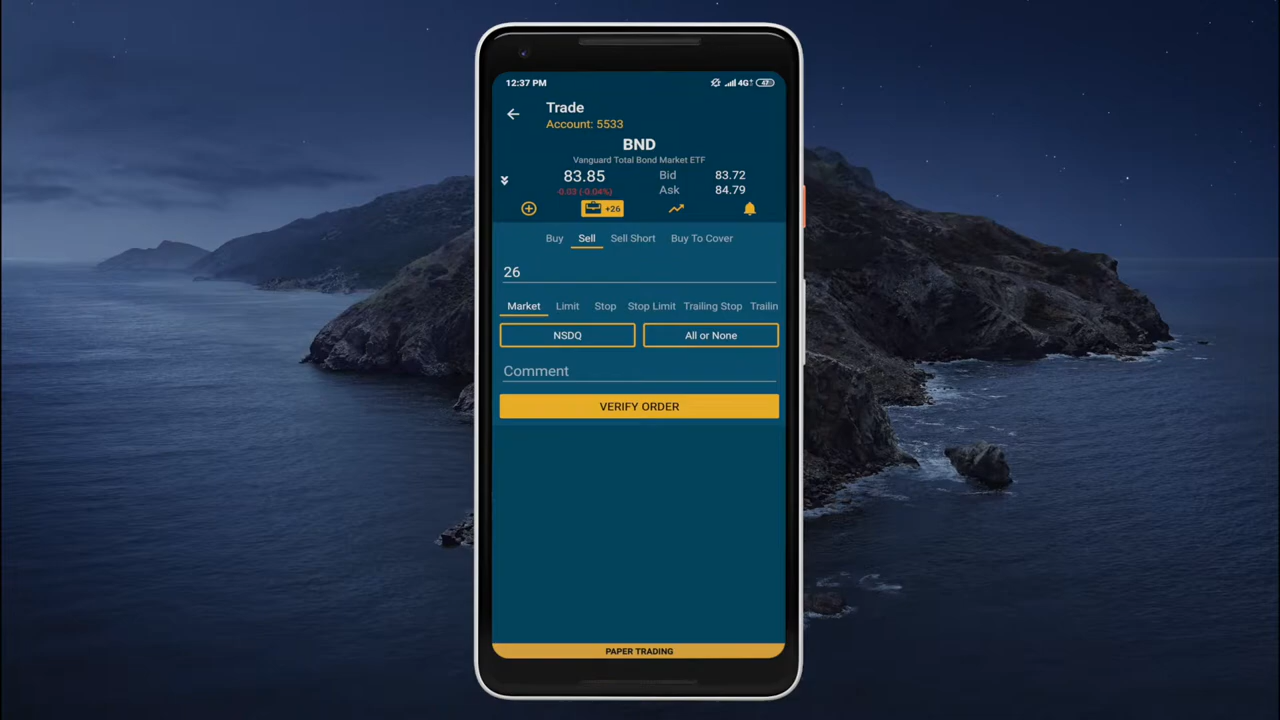 12:37 PM 4G 47
Trade
Account: 5533
BND
Vanguard Total Bond Market ETF
83.85 Bid 83.72
-0.03 (-0.04%) Ask 84.79
+26
Buy Sell Sell Short Buy To Cover
26
Market Limit Stop Stop Limit Trailing Stop Trailin
NSDQ All or None
Comment
VERIFY ORDER
PAPER TRADING